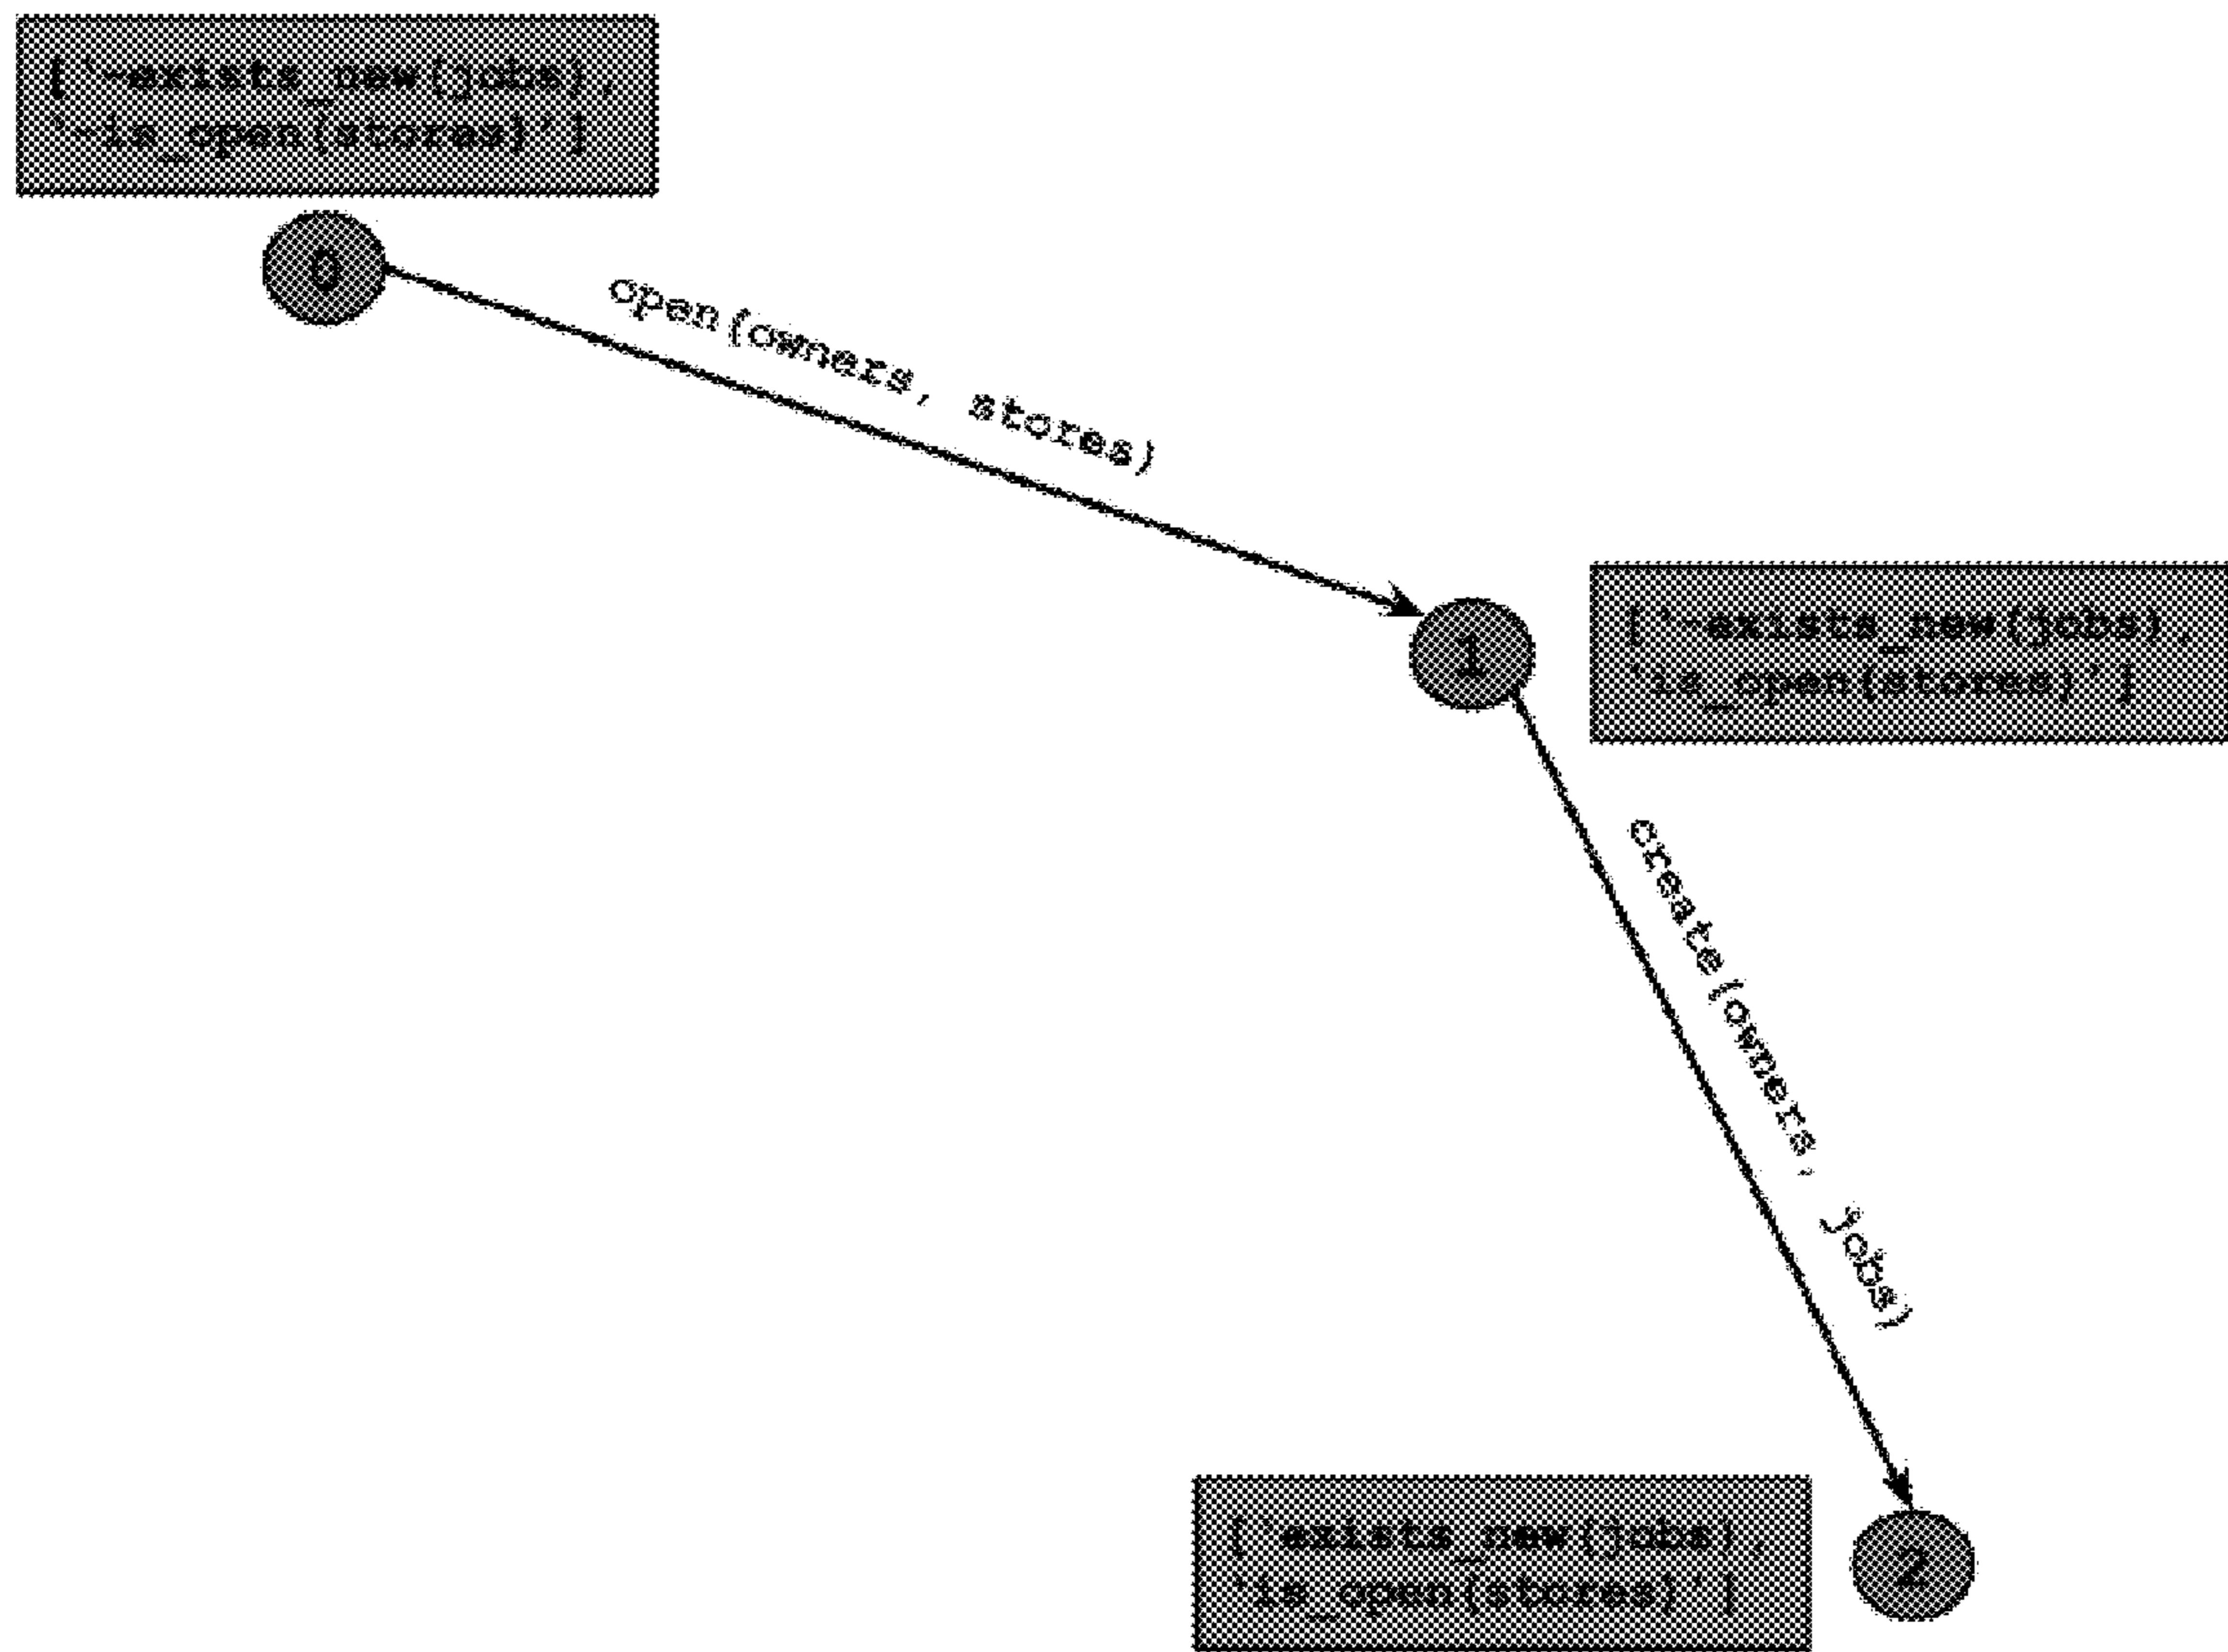 ['~exists_new(jobs),
'~is_open(stores)']
0
open(owners, stores)
1
['~exists_new(jobs),
'is_open(stores)']
create(owners, jobs)
['exists_new(jobs),
'is_open(stores)']
2